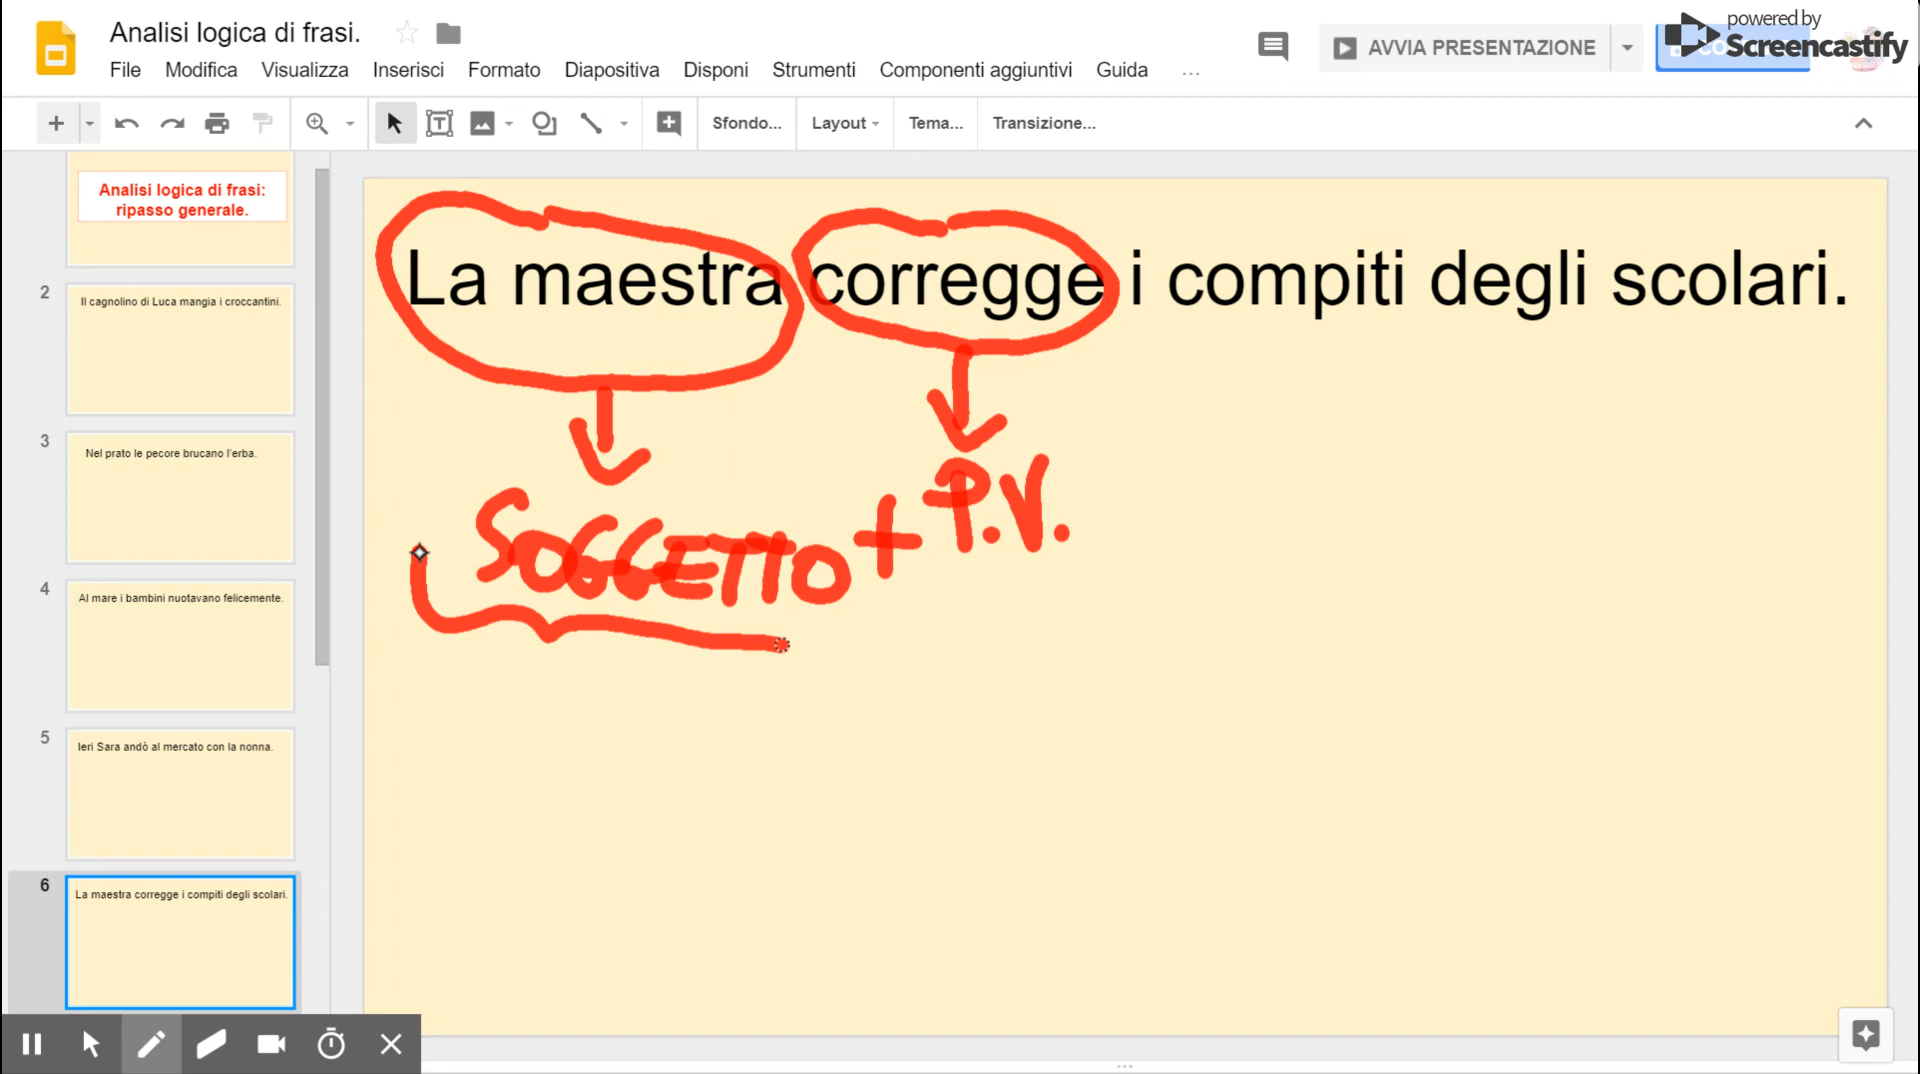 Analisi logica di frasi.
powered by
Screencastify
AVVIA PRESENTAZIONE
File Modifica Visualizza Inserisci Formato Diapositiva Disponi Strumenti Componenti aggiuntivi Guida ...
Sfondo... Layout Tema... Transizione...
Analisi logica di frasi:
ripasso generale.
2
Il cagnolino di Luca mangia i croccantini.
3
Nel prato le pecore brucano l'erba.
4
Al mare i bambini nuotavano felicemente.
5
Ieri Sara andò al mercato con la nonna.
6
La maestra corregge i compiti degli scolari.
La maestra corregge i compiti degli scolari.
SOGGETTO + P.V.